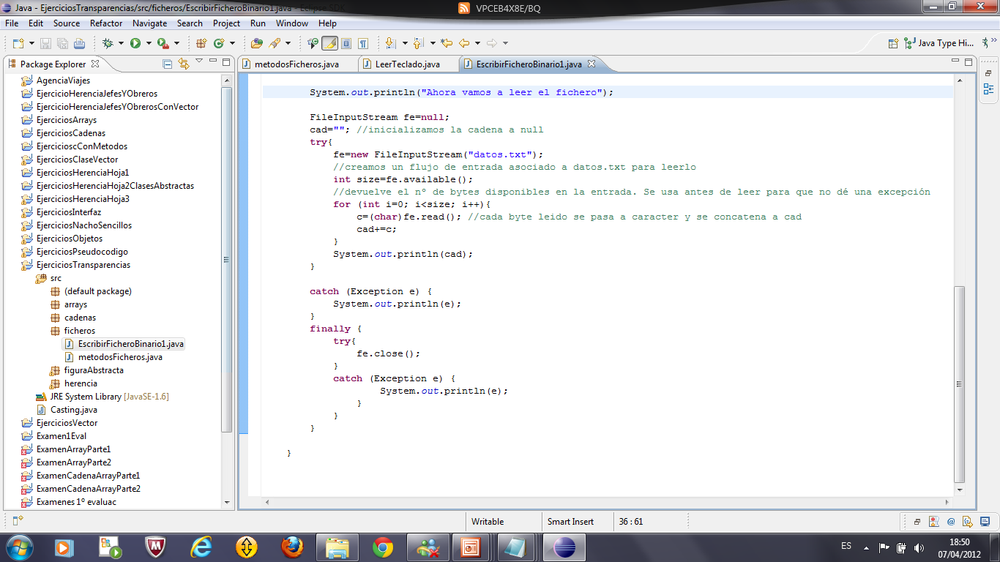 Java - EjerciciosTransparencias/src/ficheros/EscribirFicheroBinario1.java - Eclipse SDK
VPCEB4X8E/BQ
File Edit Source Refactor Navigate Search Project Run Window Help
Java Type Hi...
Package Explorer
metodosFicheros.java
LeerTeclado.java
EscribirFicheroBinario1.java
AgenciaViajes
EjercicioHerenciaJefesYObreros
EjercicioHerenciaJefesYObrerosConVector
EjerciciosArrays
EjerciciosCadenas
EjercicioscConMetodos
EjerciciosClaseVector
EjerciciosHerenciaHoja1
EjerciciosHerenciaHoja2ClasesAbstractas
EjerciciosHerenciaHoja3
EjerciciosInterfaz
EjerciciosNachoSencillos
EjerciciosObjetos
EjerciciosPseudocodigo
EjerciciosTransparencias
src
(default package)
arrays
cadenas
ficheros
EscribirFicheroBinario1.java
metodosFicheros.java
figuraAbstracta
herencia
JRE System Library [JavaSE-1.6]
Casting.java
EjerciciosVector
Examen1Eval
ExamenArrayParte1
ExamenArrayParte2
ExamenCadenaArrayParte1
ExamenCadenaArrayParte2
Examenes 1º evaluac
System.out.println("Ahora vamos a leer el fichero");
FileInputStream fe=null;
cad=""; //inicializamos la cadena a null
try{
fe=new FileInputStream("datos.txt");
//creamos un flujo de entrada asociado a datos.txt para leerlo
int size=fe.available();
//devuelve el nº de bytes disponibles en la entrada. Se usa antes de leer para que no dé una excepción
for (int i=0; i<size; i++){
c=(char)fe.read(); //cada byte leido se pasa a caracter y se concatena a cad
cad+=c;
}
System.out.println(cad);
}
catch (Exception e) {
System.out.println(e);
}
finally {
try{
fe.close();
}
catch (Exception e) {
System.out.println(e);
}
}
}
}
Writable
Smart Insert
36 : 61
ES
18:50
07/04/2012